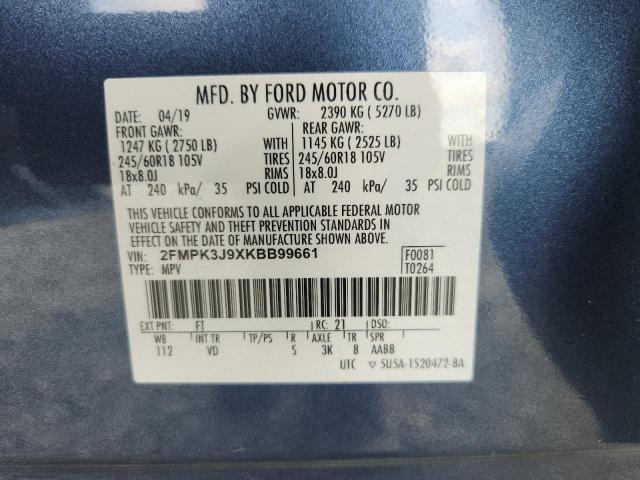 MFD. BY FORD MOTOR CO.
DATE: 04/19 GVWR: 2390 KG ( 5270 LB)
FRONT GAWR: REAR GAWR:
1247 KG ( 2750 LB) WITH 1145 KG ( 2525 LB) WITH
245/60R18 105V TIRES 245/60R18 105V TIRES
18x8.0J RIMS 18x8.0J RIMS
AT 240 kPa/ 35 PSI COLD AT 240 kPa/ 35 PSI COLD
THIS VEHICLE CONFORMS TO ALL APPLICABLE FEDERAL MOTOR
VEHICLE SAFETY AND THEFT PREVENTION STANDARDS IN
EFFECT ON THE DATE OF MANUFACTURE SHOWN ABOVE.
VIN: 2FMPK3J9XKBB99661 F0081
TYPE: MPV T0264
EXT PNT: FT RC: 21 DSO:
WB INT TR TP/PS R AXLE TR SPR
112 VD S 3K 8 AABB
UTC ▽ 5USA-1520472-BA